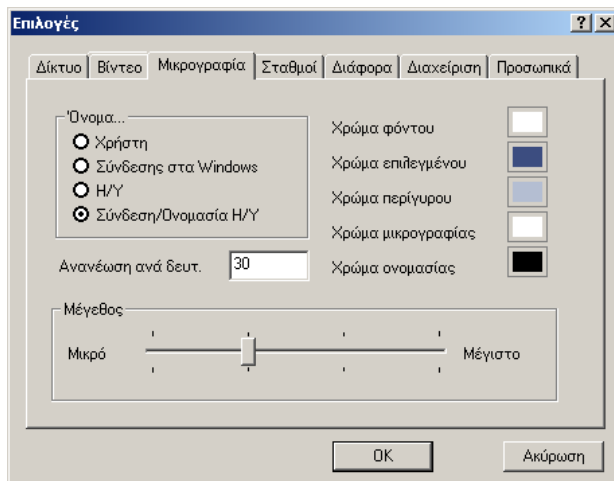 Επιλογές
Δίκτυο Βίντεο Μικρογραφία Σταθμοί Διάφορα Διαχείριση Προσωπικά
Όνομα...
Χρήστη
Σύνδεσης στα Windows
Η/Υ
Σύνδεση/Ονομασία Η/Υ
Ανανέωση ανά δευτ. 30
Χρώμα φόντου
Χρώμα επιλεγμένου
Χρώμα περίγυρου
Χρώμα μικρογραφίας
Χρώμα ονομασίας
Μέγεθος
Μικρό Μέγιστο
OK Ακύρωση